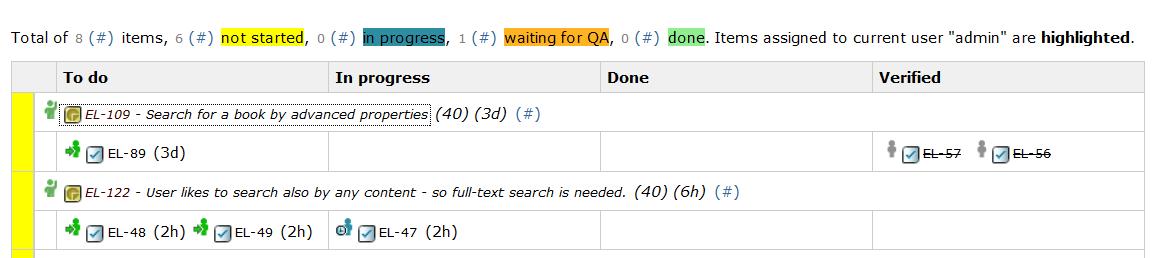 Total of 8 (#) items, 6 (#) not started, 0 (#) in progress, 1 (#) waiting for QA, 0 (#) done. Items assigned to current user "admin" are highlighted.
To do In progress Done Verified
EL-109 - Search for a book by advanced properties (40) (3d) (#)
EL-89 (3d) EL-57 EL-56
EL-122 - User likes to search also by any content - so full-text search is needed. (40) (6h) (#)
EL-48 (2h) EL-49 (2h) EL-47 (2h)